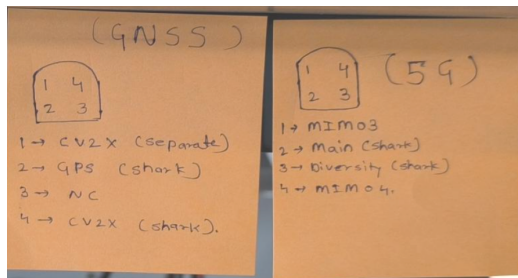 (GNSS)
1 4
2 3
1 → CV2X (separate)
2 → GPS (shark)
3 → NC
4 → CV2X (shark).
(5G)
1 4
2 3
1 → MIMO3
2 → Main (shark)
3 → Diversity (shark)
4 → MIMO4.